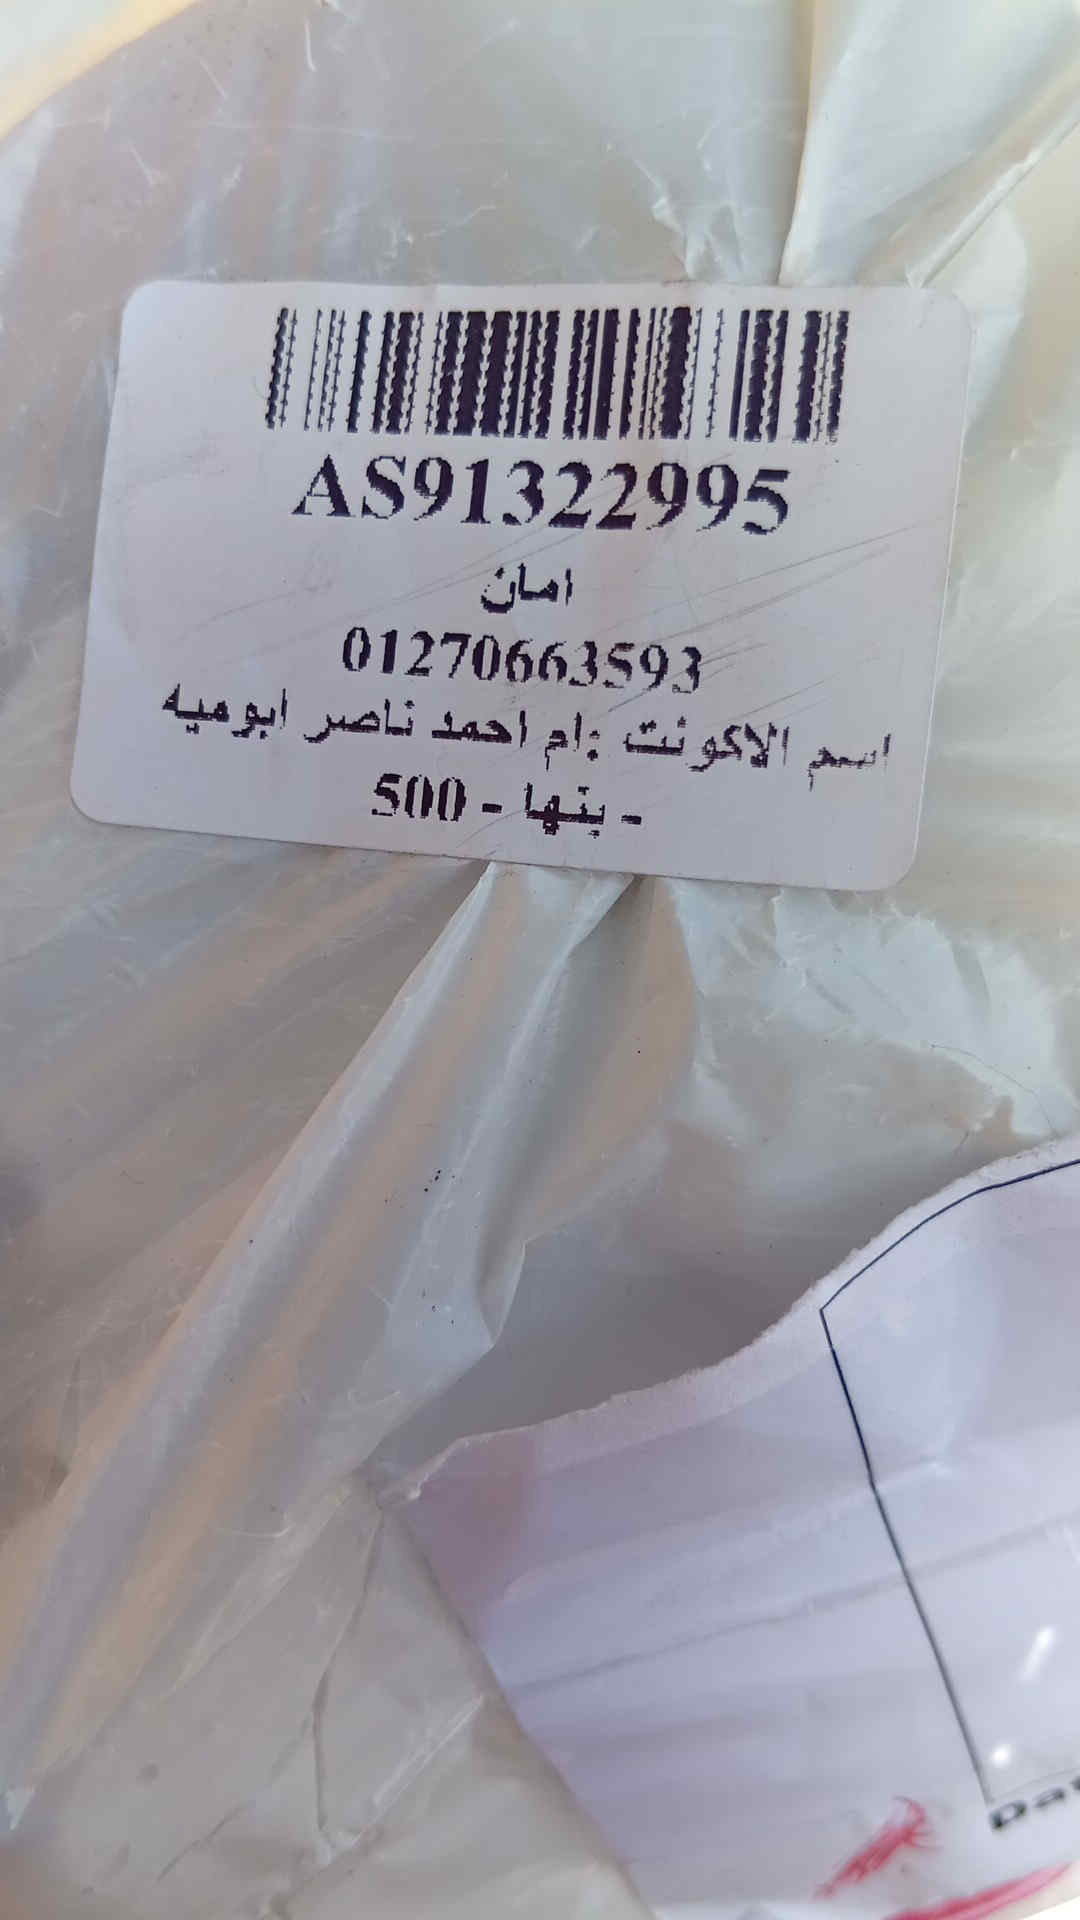 AS91322995
امان
01270663593
اسم الاكونت :ام احمد ناصر ابوميه
- بنها - 500